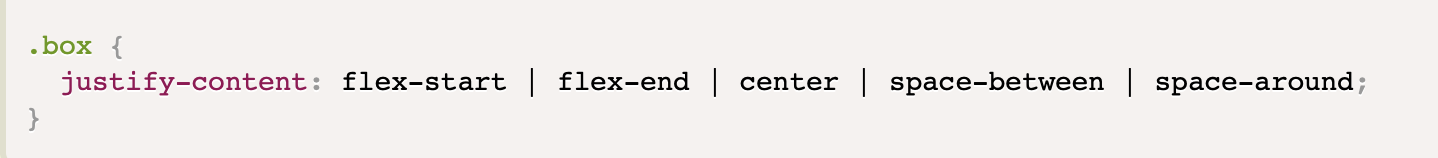 .box {
  justify-content: flex-start | flex-end | center | space-between | space-around;
}